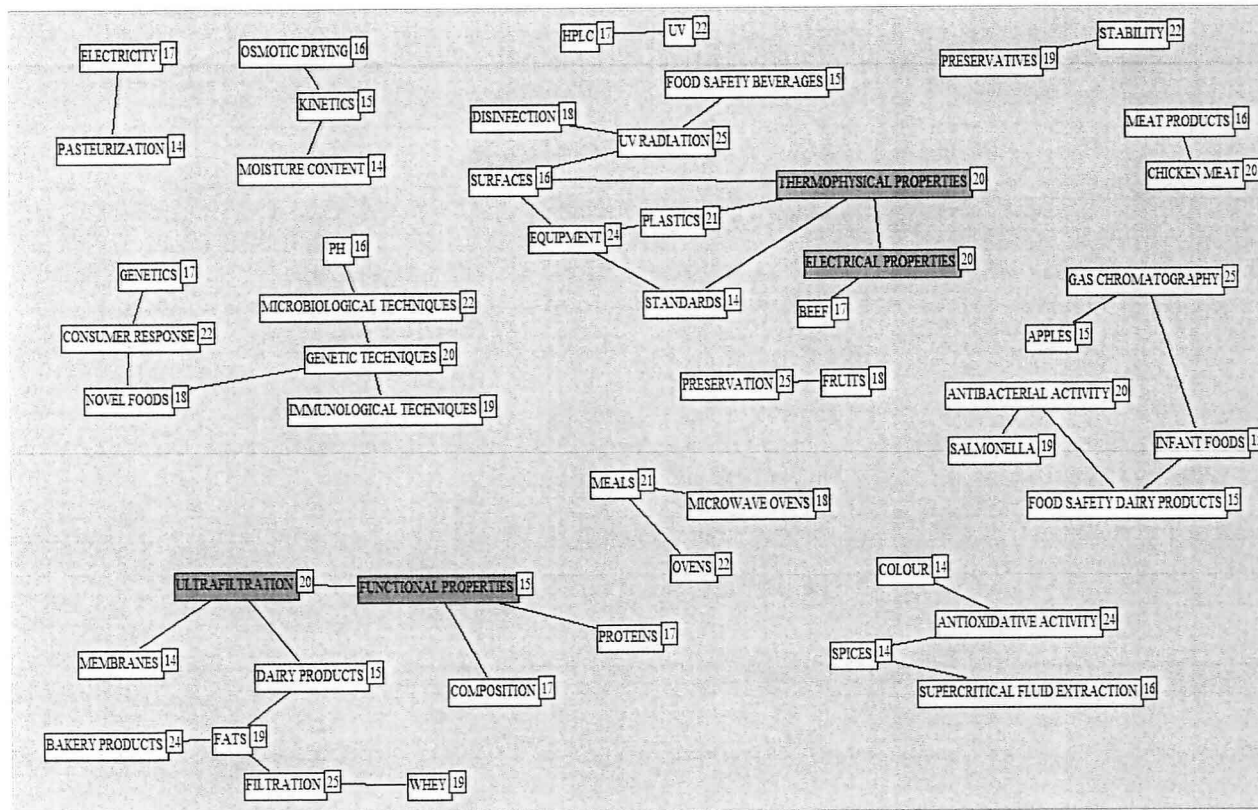 HPLC 17
UV 22
STABILITY 22
ELECTRICITY 17
OSMOTIC DRYING 16
PRESERVATIVES 19
FOOD SAFETY BEVERAGES 15
KINETICS 15
DISINFECTION 18
MEAT PRODUCTS 16
UV RADIATION 25
PASTEURIZATION 14
MOISTURE CONTENT 14
CHICKEN MEAT 20
SURFACES 16
THERMOPHYSICAL PROPERTIES 20
PLASTICS 21
EQUIPMENT 24
PH 16
ELECTRICAL PROPERTIES 20
GENETICS 17
GAS CHROMATOGRAPHY 25
MICROBIOLOGICAL TECHNIQUES 22
STANDARDS 14
BEEF 17
CONSUMER RESPONSE 22
APPLES 15
GENETIC TECHNIQUES 20
PRESERVATION 25
FRUITS 18
NOVEL FOODS 18
IMMUNOLOGICAL TECHNIQUES 19
ANTIBACTERIAL ACTIVITY 20
SALMONELLA 19
INFANT FOODS
MEALS 21
MICROWAVE OVENS 18
FOOD SAFETY DAIRY PRODUCTS 15
OVENS 22
COLOUR 14
ULTRAFILTRATION 20
FUNCTIONAL PROPERTIES 15
ANTIOXIDATIVE ACTIVITY 24
PROTEINS 17
SPICES 14
MEMBRANES 14
DAIRY PRODUCTS 15
COMPOSITION 17
SUPERCRITICAL FLUID EXTRACTION 16
BAKERY PRODUCTS 24
FATS 19
FILTRATION 25
WHEY 19